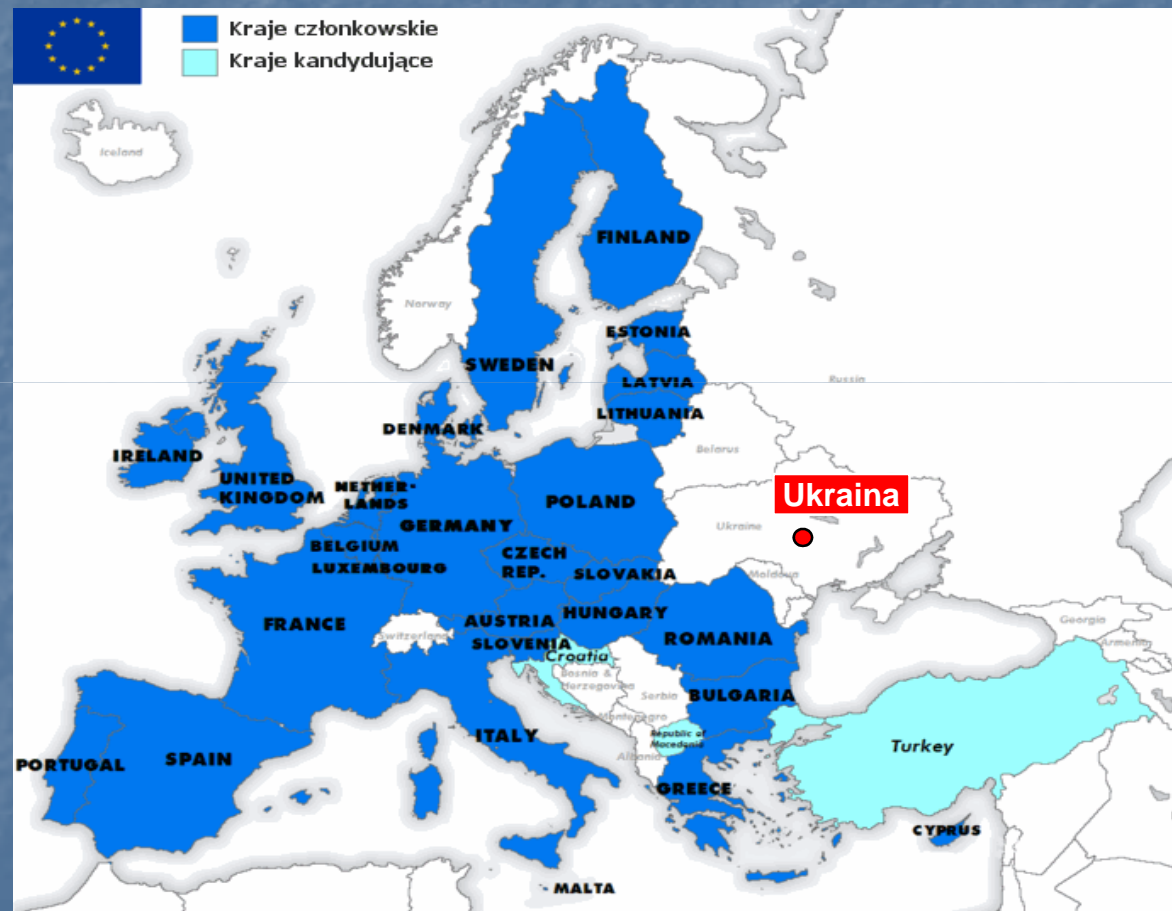 Kraje członkowskie
Kraje kandydujące
Iceland
FINLAND
Norway
ESTONIA
SWEDEN
Russia
LATVIA
LITHUANIA
DENMARK
Belarus
IRELAND
UNITED
KINGDOM
NETHER-
LANDS
POLAND
Ukraina
GERMANY
Ukraine
BELGIUM
CZECH
REP.
LUXEMBOURG
SLOVAKIA
Moldova
FRANCE
AUSTRIA
HUNGARY
Switzerland
SLOVENIA
ROMANIA
Georgia
Croatia
Armenia
Bosnia &
Herzegovina
Serbia
BULGARIA
Montenegro
ITALY
Republic of
Macedonia
Turkey
Albania
PORTUGAL
SPAIN
GREECE
CYPRUS
MALTA